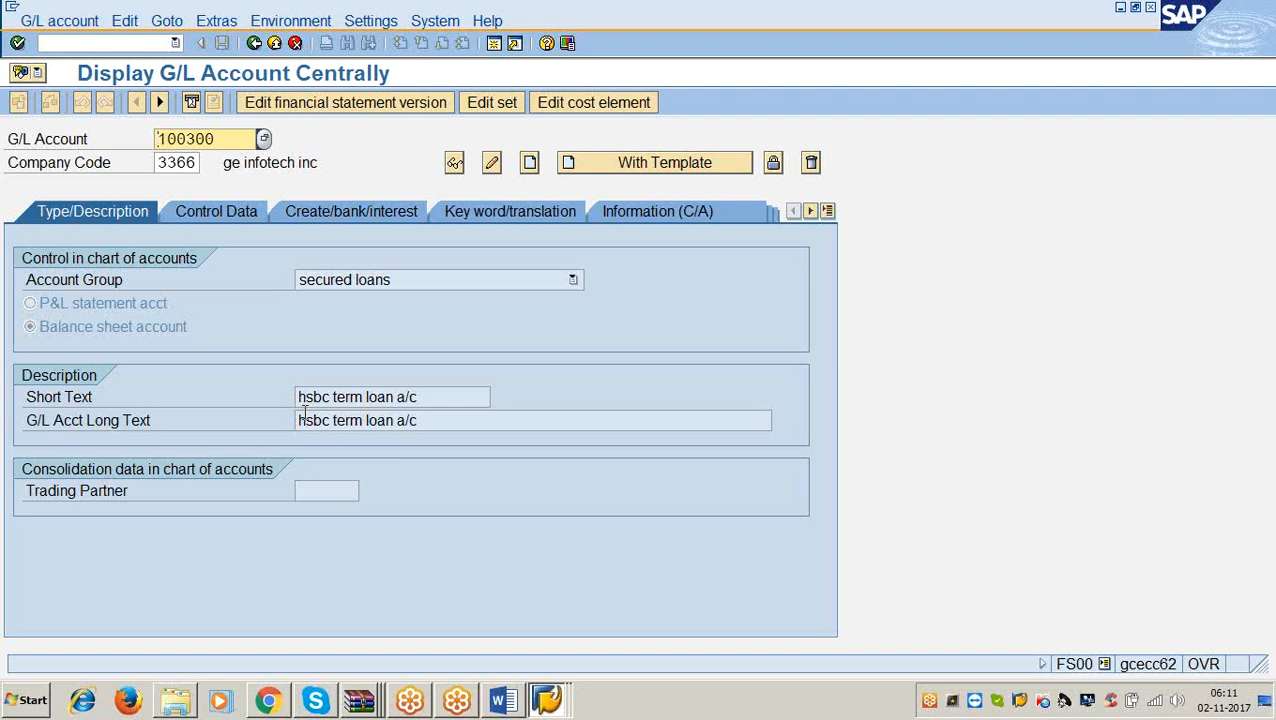 G/L account Edit Goto Extras Environment Settings System Help
SAP
Display G/L Account Centrally
Edit financial statement version Edit set Edit cost element
G/L Account 100300
Company Code 3366 ge infotech inc With Template
Type/Description Control Data Create/bank/interest Key word/translation Information (C/A)
Control in chart of accounts
Account Group secured loans
P&L statement acct
Balance sheet account
Description
Short Text hsbc term loan a/c
G/L Acct Long Text hsbc term loan a/c
Consolidation data in chart of accounts
Trading Partner
FS00 gcecc62 OVR
Start 06:11
02-11-2017